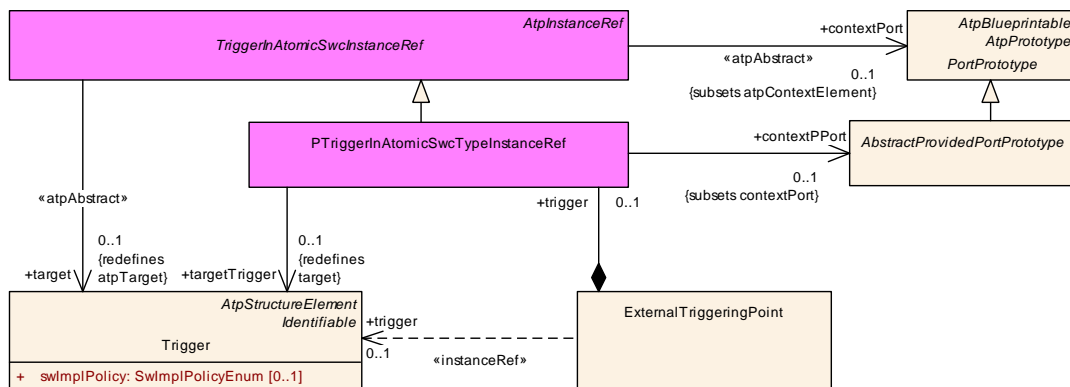 AtpInstanceRef
TriggerInAtomicSwcInstanceRef
+contextPort
«atpAbstract»
0..1
{subsets atpContextElement}
AtpBlueprintable
AtpPrototype
PortPrototype
PTriggerInAtomicSwcTypeInstanceRef
+contextPPort
0..1
{subsets contextPort}
AbstractProvidedPortPrototype
«atpAbstract»
+trigger
0..1
0..1
{redefines
atpTarget}
+target
0..1
{redefines
target}
+targetTrigger
AtpStructureElement
Identifiable
Trigger
+ swImplPolicy: SwImplPolicyEnum [0..1]
+trigger
0..1
«instanceRef»
ExternalTriggeringPoint